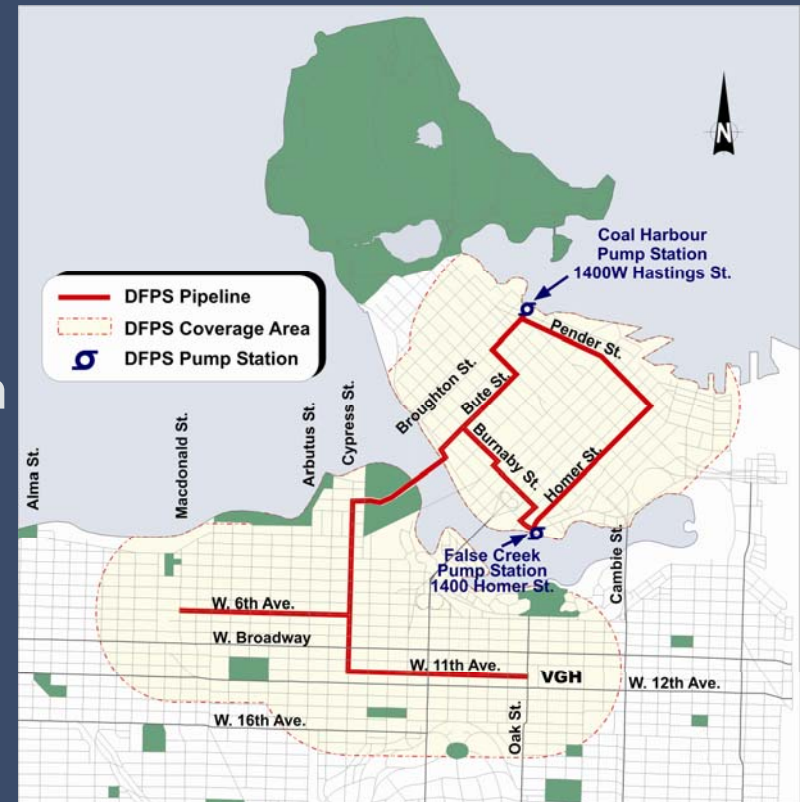 N
Coal Harbour
Pump Station
1400W Hastings St.
DFPS Pipeline
DFPS Coverage Area
DFPS Pump Station
Pender St.
Broughton St.
Bute St.
Burnaby St.
Homer St.
Cypress St.
Arbutus St.
Macdonald St.
Alma St.
False Creek
Pump Station
1400 Homer St.
Cambie St.
W. 6th Ave.
W. Broadway
W. 11th Ave.
VGH
W. 12th Ave.
W. 16th Ave.
Oak St.